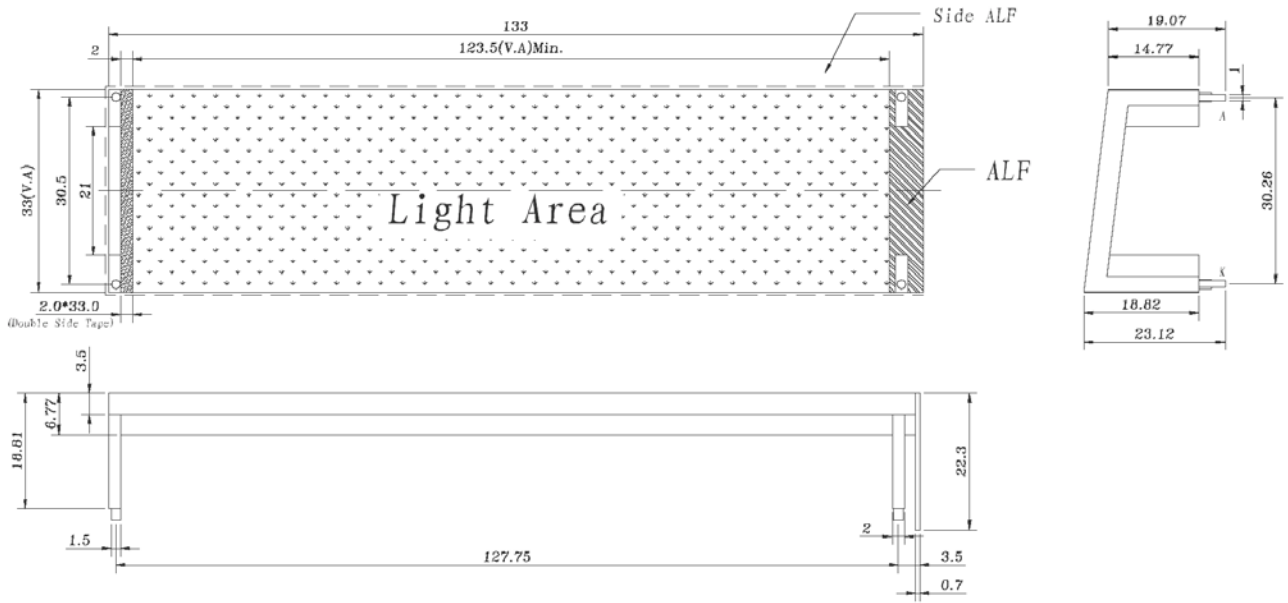 Side ALF
133
123.5(V.A)Min.
2
33(V.A)
30.5
21
Light Area
ALF
2.0*33.0
(Double Side Tape)
19.07
14.77
1
A
30.26
K
18.82
23.12
3.5
6.77
18.81
22.3
1.5
127.75
2
3.5
0.7